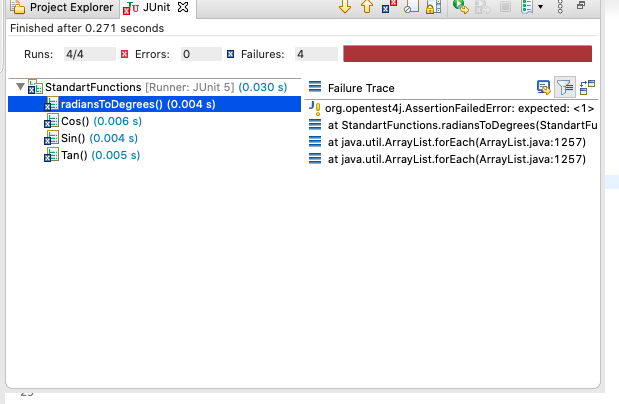 Project Explorer JUnit
Finished after 0.271 seconds
Runs: 4/4 Errors: 0 Failures: 4
StandartFunctions [Runner: JUnit 5] (0.030 s)
radiansToDegrees() (0.004 s)
Cos() (0.006 s)
Sin() (0.004 s)
Tan() (0.005 s)
Failure Trace
org.opentest4j.AssertionFailedError: expected: <1>
at StandartFunctions.radiansToDegrees(StandartFu
at java.util.ArrayList.forEach(ArrayList.java:1257)
at java.util.ArrayList.forEach(ArrayList.java:1257)